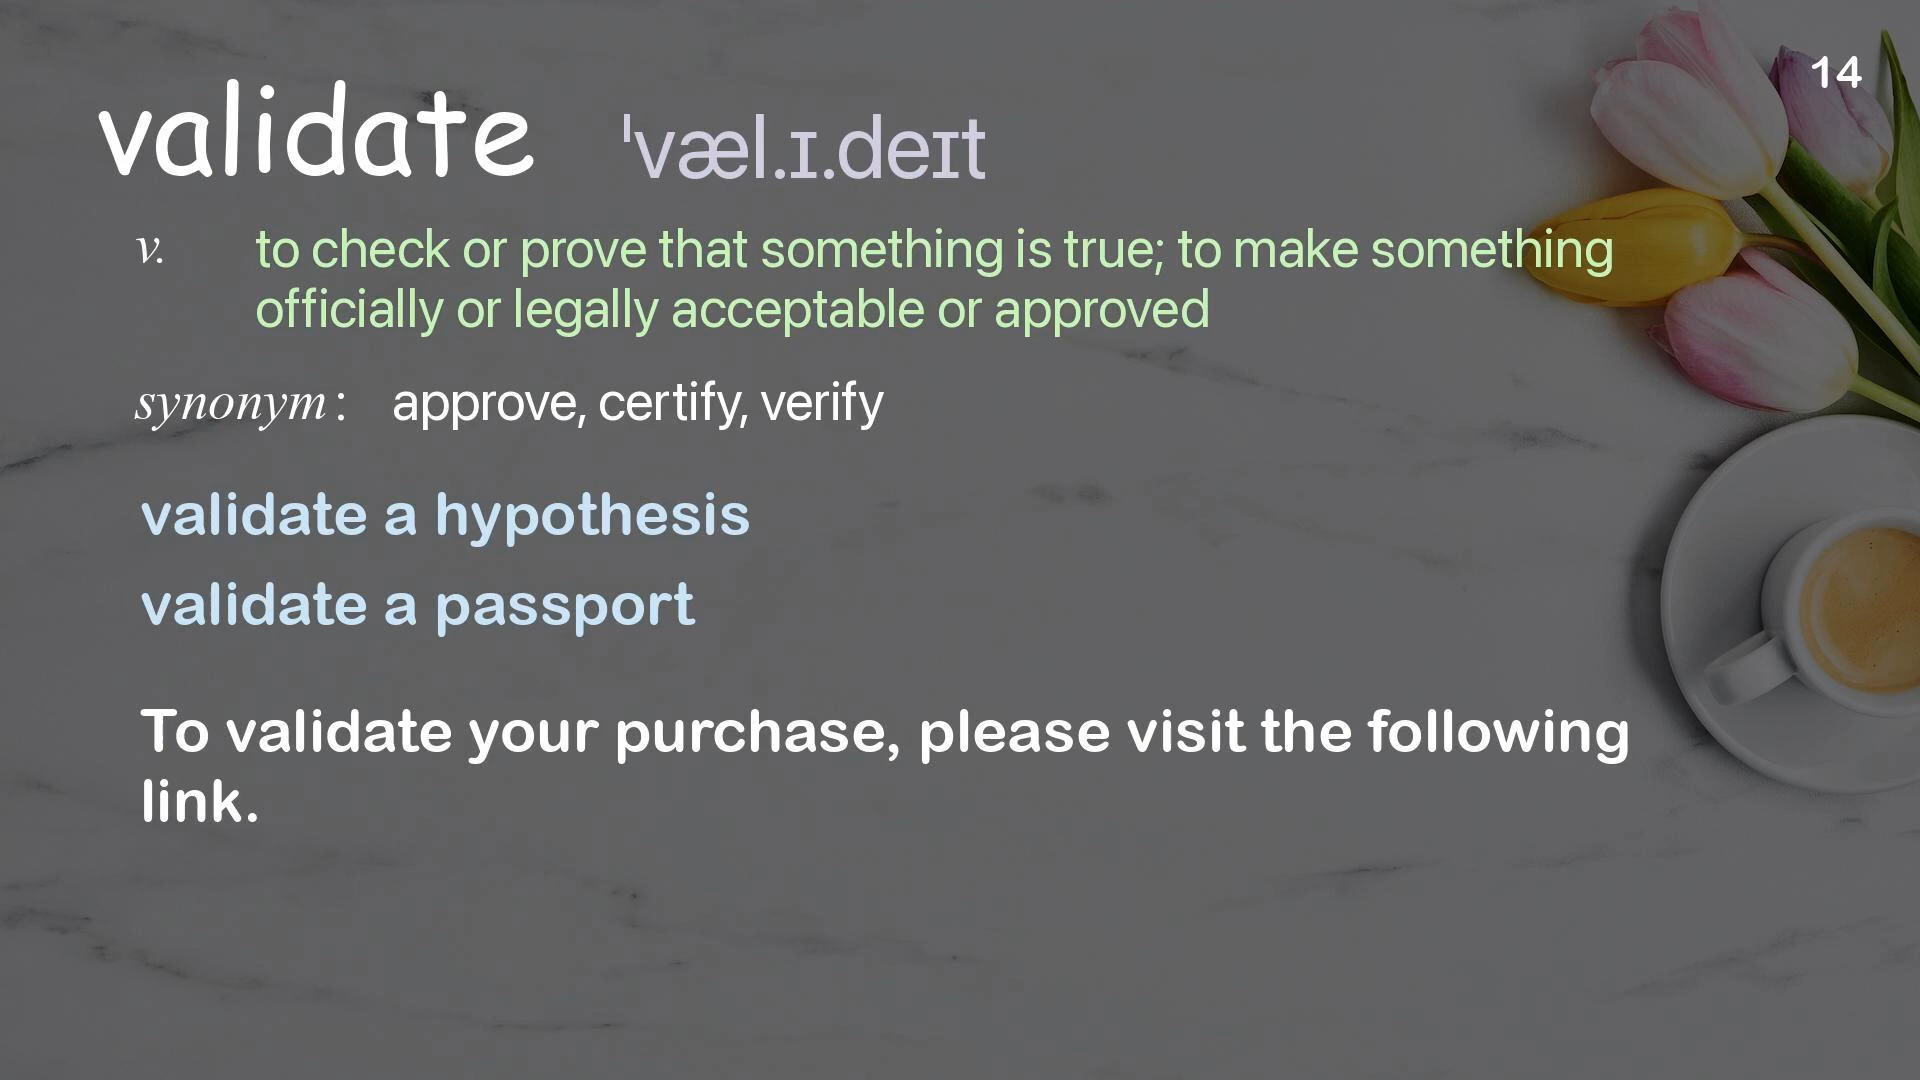 14
validate ˈvæl.ɪ.deɪt
v. to check or prove that something is true; to make something
officially or legally acceptable or approved
synonym: approve, certify, verify
validate a hypothesis
validate a passport
To validate your purchase, please visit the following
link.